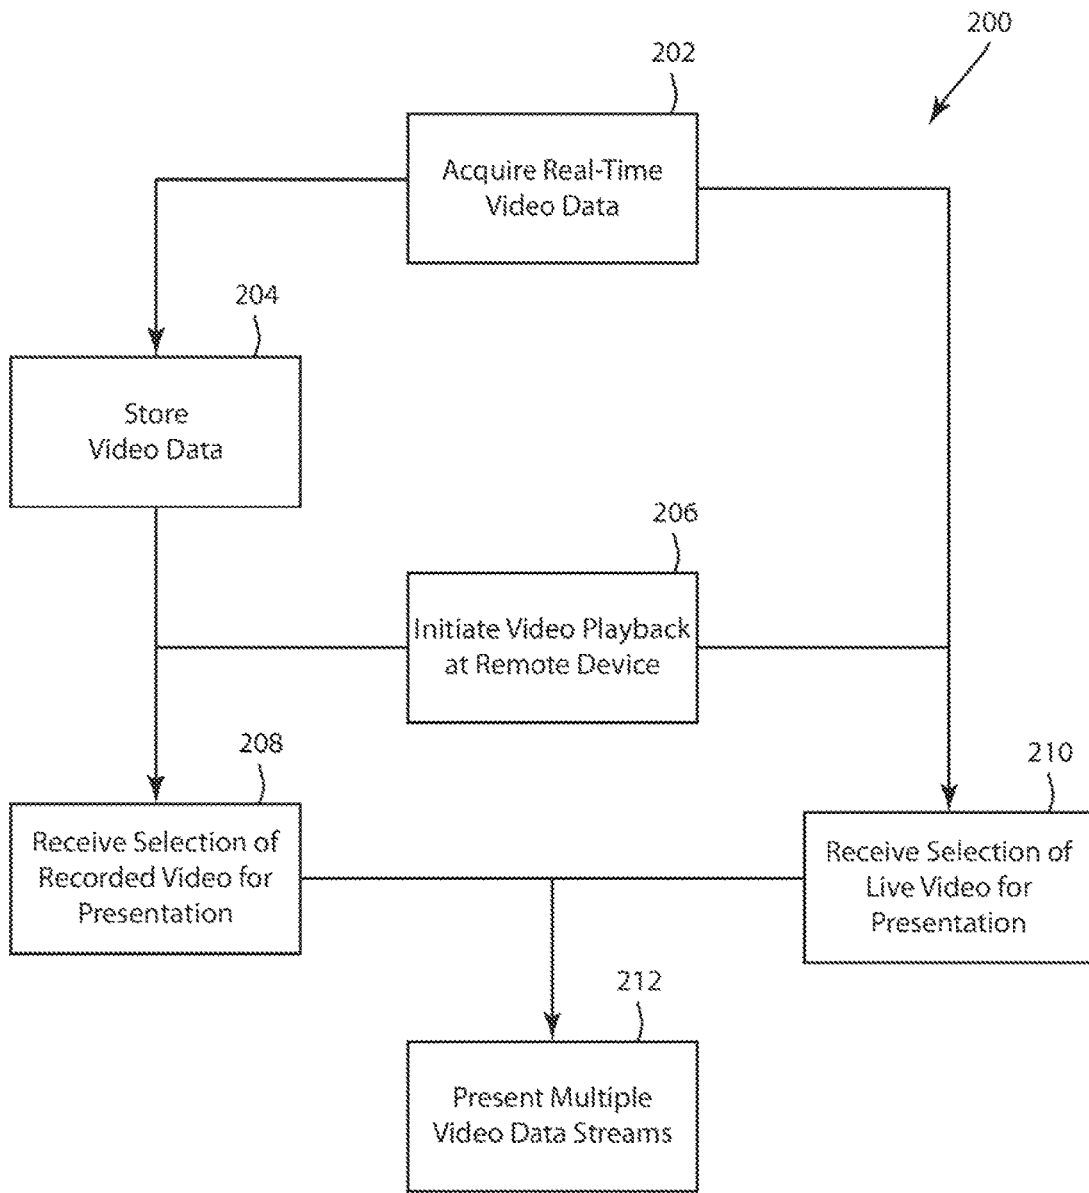 200
202
Acquire Real-Time
Video Data
204
Store
Video Data
206
Initiate Video Playback
at Remote Device
208
Receive Selection of
Recorded Video for
Presentation
210
Receive Selection of
Live Video for
Presentation
212
Present Multiple
Video Data Streams